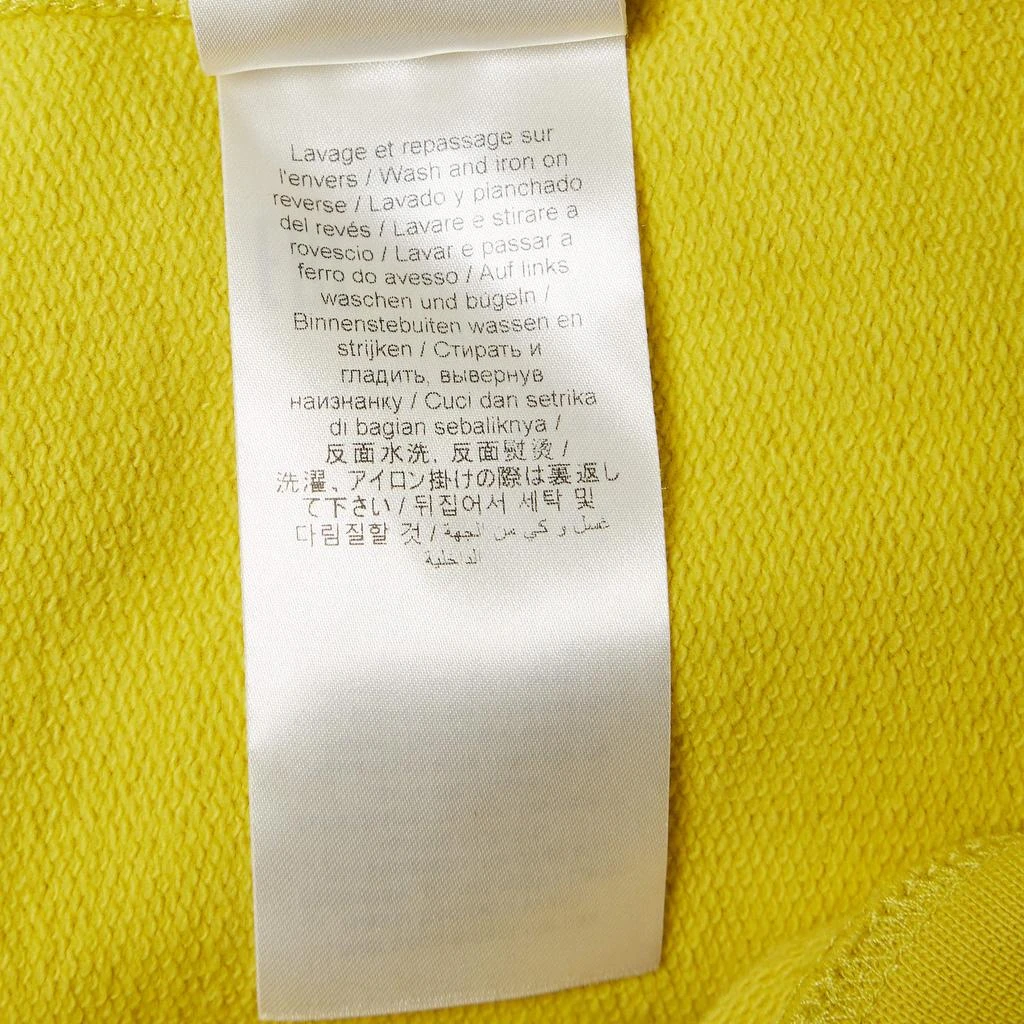 Lavage et repassage sur
l'envers / Wash and iron on
reverse / Lavado y planchado
del revés / Lavare e stirare a
rovescio / Lavar e passar a
ferro do avesso / Auf links
waschen und bügeln /
Binnenstebuiten wassen en
strijken / Стирать и
гладить, вывернув
наизнанку / Cuci dan setrika
di bagian sebaliknya /
反面水洗, 反面熨烫 /
洗濯、アイロン掛けの際は裏返し
て下さい / 뒤집어서 세탁 및
다림질할 것 / غسل و كي من الجهة
الداخلية